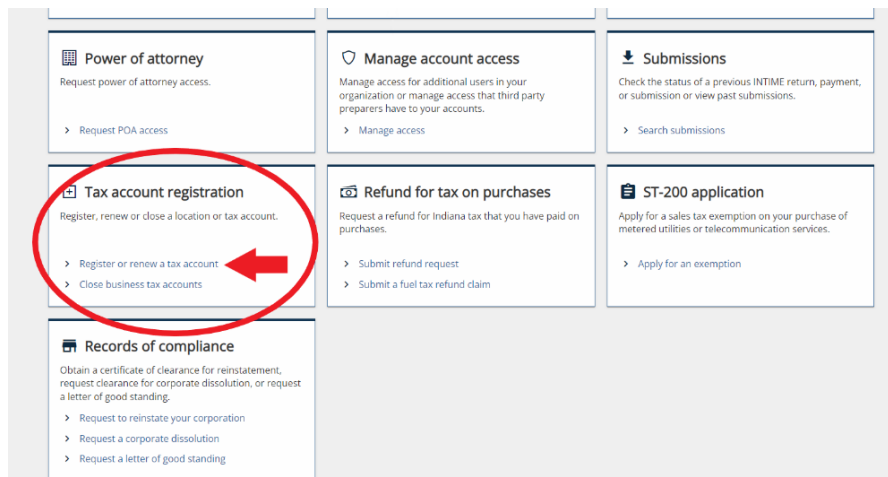 Power of attorney
Request power of attorney access.
Request POA access
Manage account access
Manage access for additional users in your
organization or manage access that third party
preparers have to your accounts.
Manage access
Submissions
Check the status of a previous INTIME return, payment,
or submission or view past submissions.
Search submissions
Tax account registration
Register, renew or close a location or tax account.
Register or renew a tax account
Close business tax accounts
Refund for tax on purchases
Request a refund for Indiana tax that you have paid on
purchases.
Submit refund request
Submit a fuel tax refund claim
ST-200 application
Apply for a sales tax exemption on your purchase of
metered utilities or telecommunication services.
Apply for an exemption
Records of compliance
Obtain a certificate of clearance for reinstatement,
request clearance for corporate dissolution, or request
a letter of good standing.
Request to reinstate your corporation
Request a corporate dissolution
Request a letter of good standing